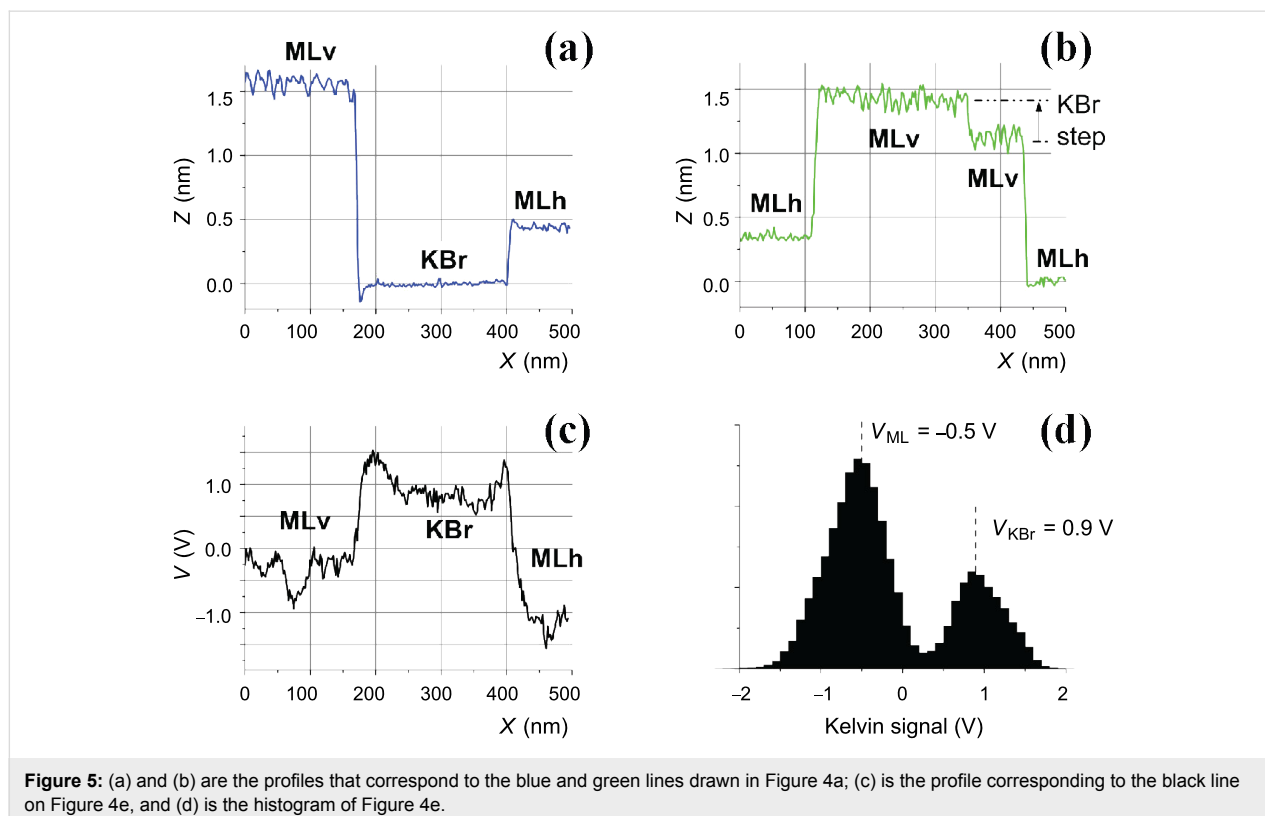 (a)
MLv
Z (nm)
1.5
1.0
0.5
0.0
KBr
MLh
0 100 200 300 400 500
X (nm)
(b)
Z (nm)
1.5
1.0
0.5
0.0
MLh
MLv
MLv
KBr
step
MLh
0 100 200 300 400 500
X (nm)
(c)
V (V)
1.0
0.0
−1.0
MLv
KBr
MLh
0 100 200 300 400 500
X (nm)
(d)
VML = −0.5 V
VKBr = 0.9 V
−2 −1 0 1 2
Kelvin signal (V)
Figure 5: (a) and (b) are the profiles that correspond to the blue and green lines drawn in Figure 4a; (c) is the profile corresponding to the black line
on Figure 4e, and (d) is the histogram of Figure 4e.